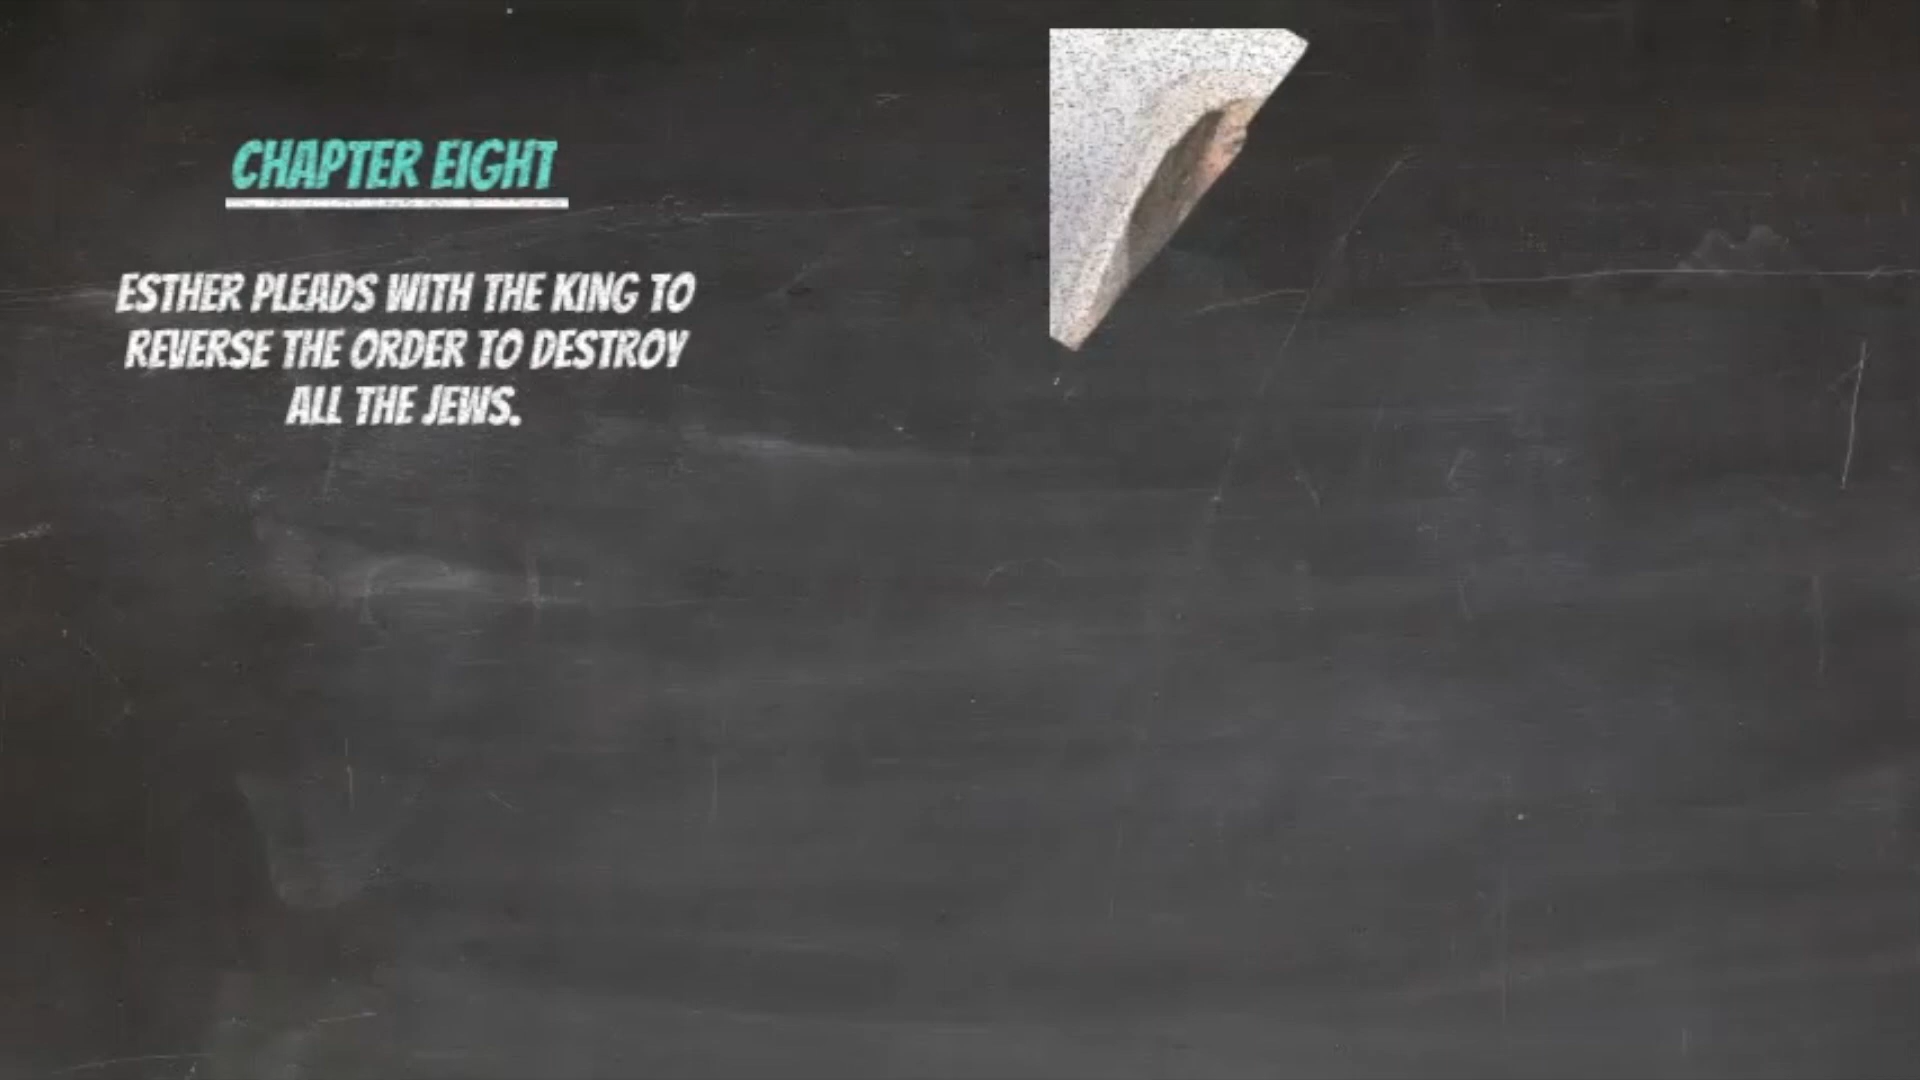 CHAPTER EIGHT
ESTHER PLEADS WITH THE KING TO
REVERSE THE ORDER TO DESTROY
ALL THE JEWS.